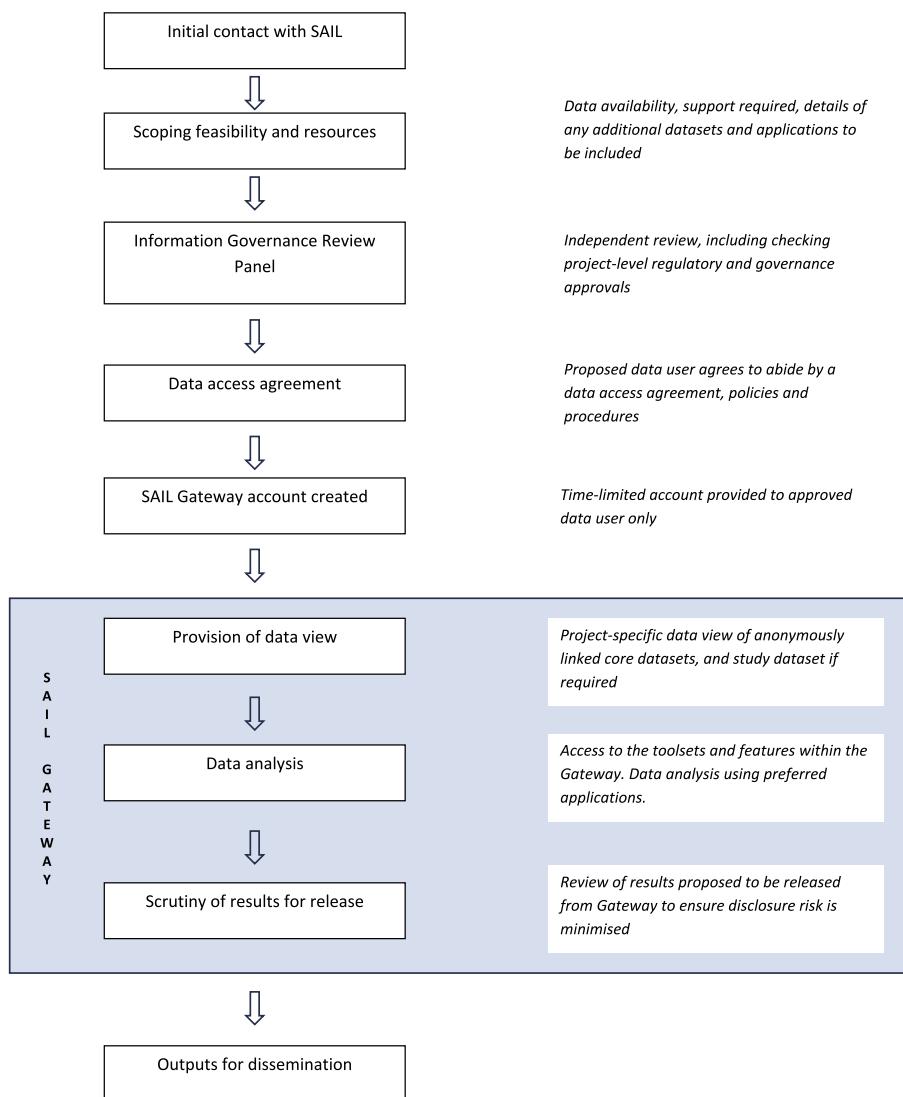 Initial contact with SAIL
Scoping feasibility and resources
Data availability, support required, details of
any additional datasets and applications to
be included
Information Governance Review
Panel
Independent review, including checking
project-level regulatory and governance
approvals
Data access agreement
Proposed data user agrees to abide by a
data access agreement, policies and
procedures
SAIL Gateway account created
Time-limited account provided to approved
data user only
SAIL GATEWAY
Provision of data view
Project-specific data view of anonymously
linked core datasets, and study dataset if
required
Data analysis
Access to the toolsets and features within the
Gateway. Data analysis using preferred
applications.
Scrutiny of results for release
Review of results proposed to be released
from Gateway to ensure disclosure risk is
minimised
Outputs for dissemination